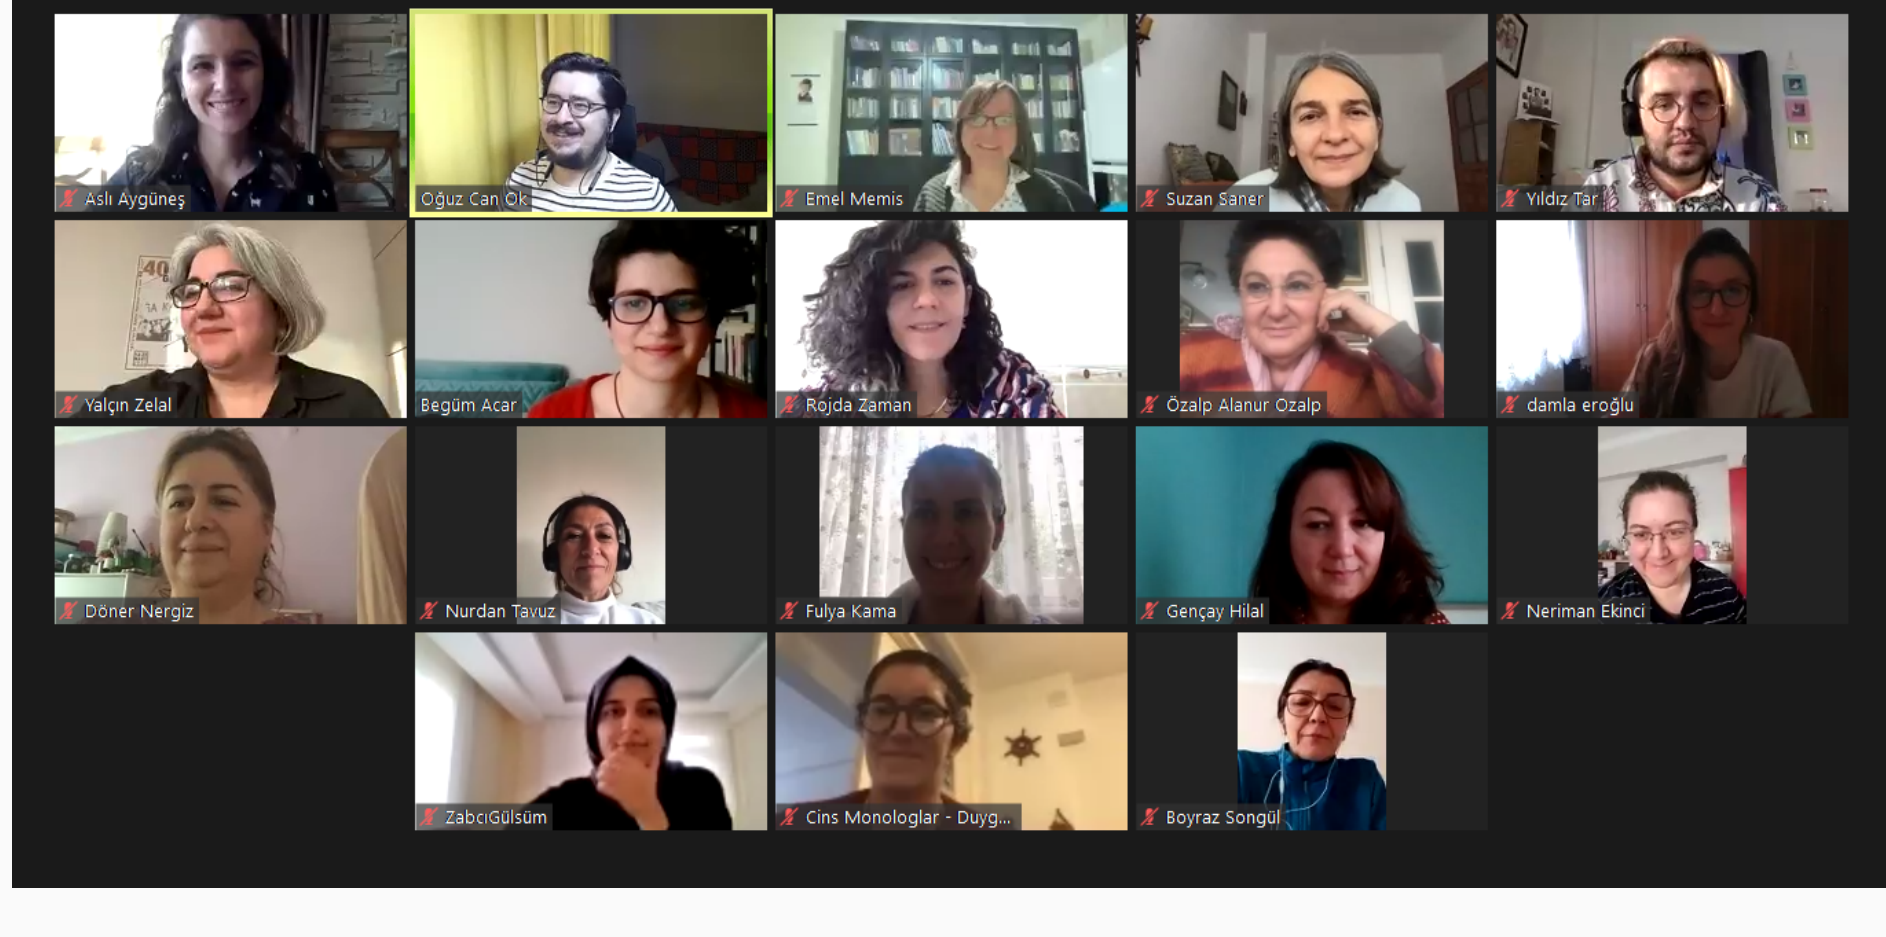 Aslı Aygüneş
Oğuz Can Ok
Emel Memis
Suzan Saner
Yıldız Tar
40
Yalçın Zelal
Begüm Acar
Rojda Zaman
Özalp Alanur Ozalp
damla eroğlu
Döner Nergiz
Nurdan Tavuz
Fulya Kama
Gençay Hilal
Neriman Ekinci
ZabcıGülsüm
Cins Monologlar - Duyg...
Boyraz Songül